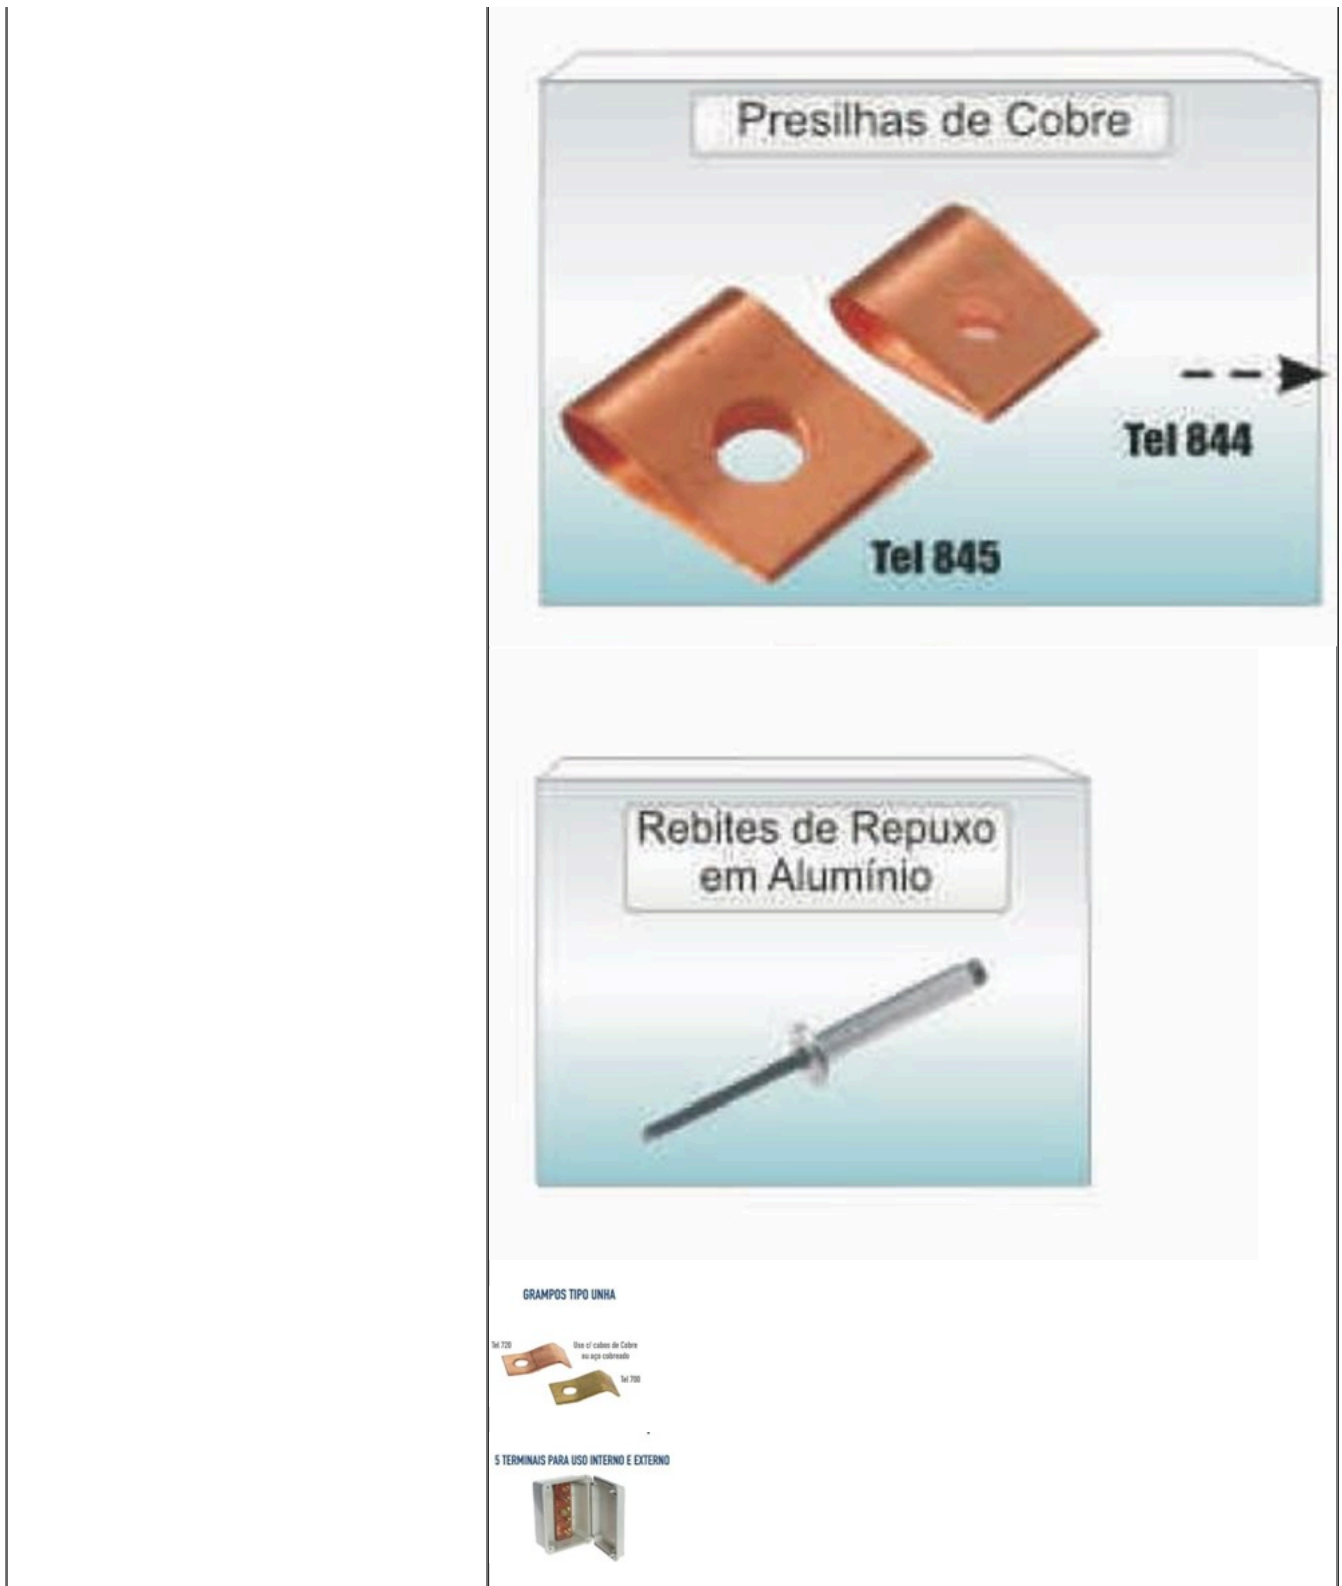 Presilhas de Cobre
Tel 844
Tel 845
Rebites de Repuxo
em Alumínio
GRAMPOS TIPO UNHA
Tel 720
Use c/ cabos de Cobre
ou aço cobreado
Tel 700
5 TERMINAIS PARA USO INTERNO E EXTERNO